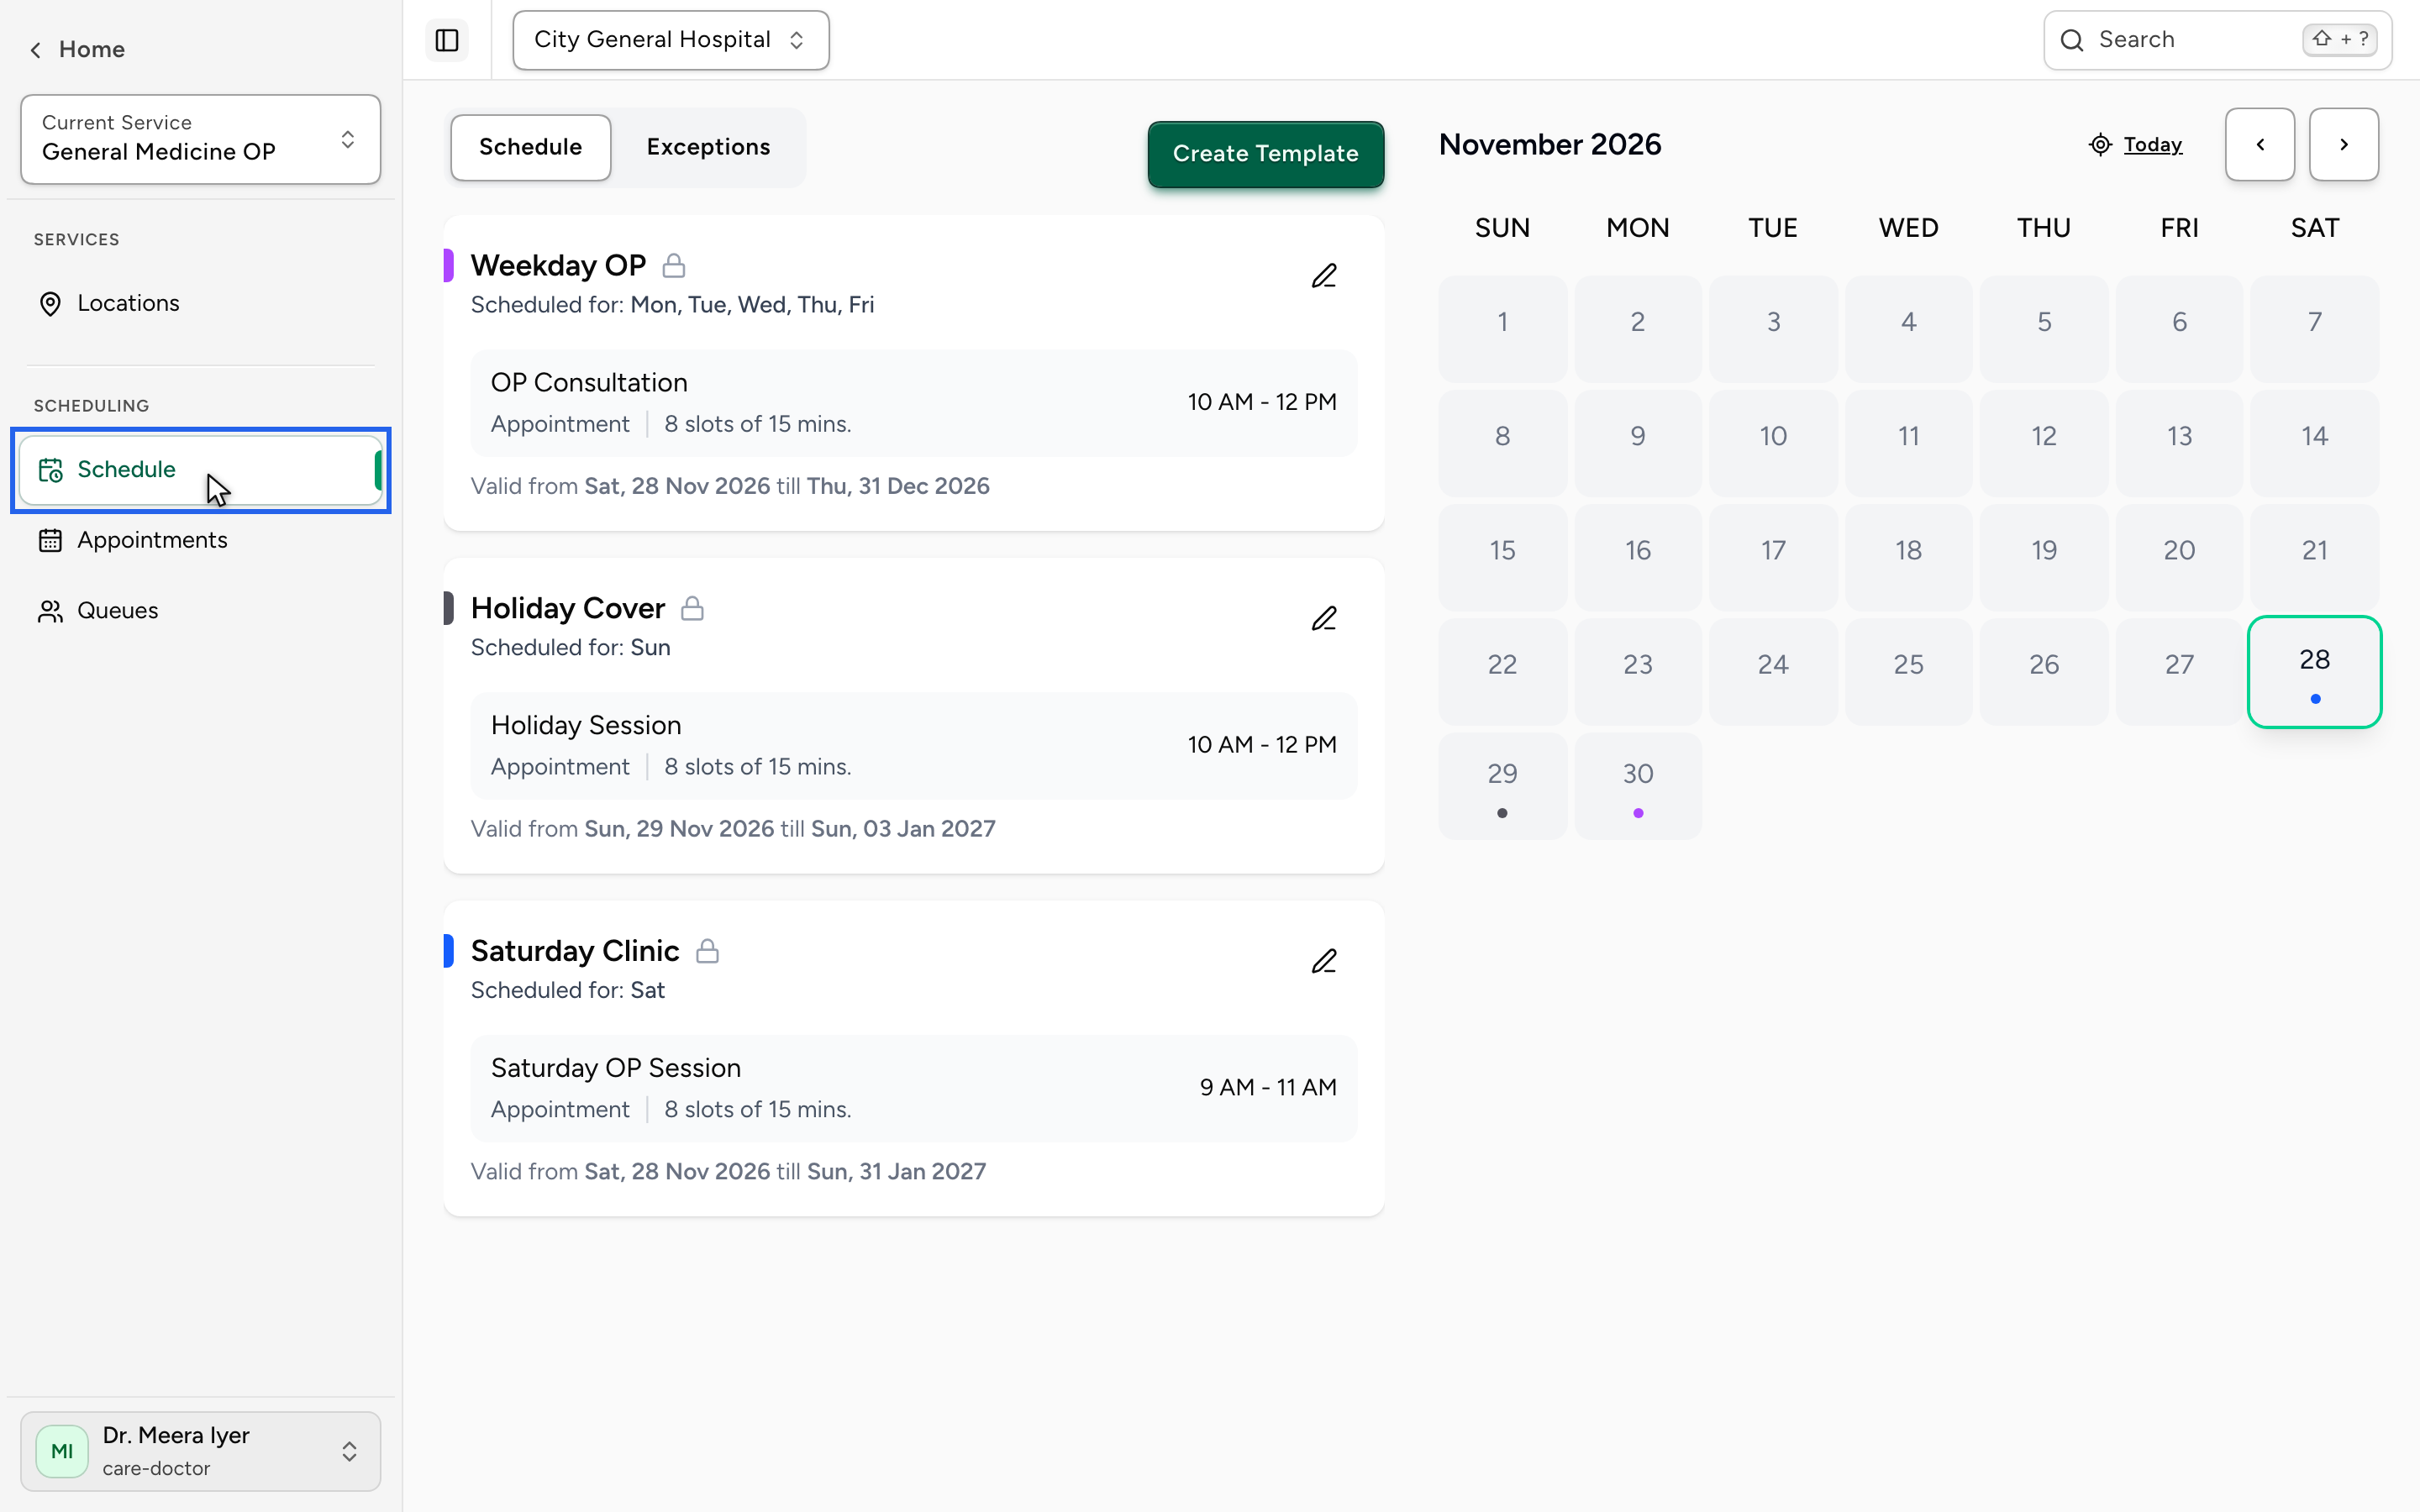 Home
Current Service
General Medicine OP
SERVICES
Locations
SCHEDULING
Schedule
Appointments
Queues
MI
Dr. Meera Iyer
care-doctor
City General Hospital
Search
+ ?
Schedule
Exceptions
Create Template
Weekday OP
Scheduled for: Mon, Tue, Wed, Thu, Fri
OP Consultation
Appointment
8 slots of 15 mins.
10 AM - 12 PM
Valid from Sat, 28 Nov 2026 till Thu, 31 Dec 2026
Holiday Cover
Scheduled for: Sun
Holiday Session
Appointment
8 slots of 15 mins.
10 AM - 12 PM
Valid from Sun, 29 Nov 2026 till Sun, 03 Jan 2027
Saturday Clinic
Scheduled for: Sat
Saturday OP Session
Appointment
8 slots of 15 mins.
9 AM - 11 AM
Valid from Sat, 28 Nov 2026 till Sun, 31 Jan 2027
November 2026
Today
SUN MON TUE WED THU FRI SAT
1 2 3 4 5 6 7
8 9 10 11 12 13 14
15 16 17 18 19 20 21
22 23 24 25 26 27 28
29 30